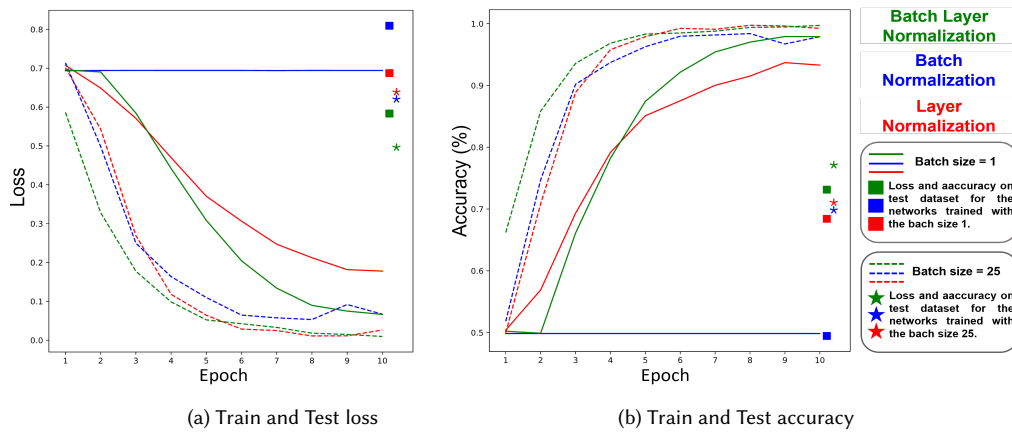 0.8
0.7
0.6
0.5
0.4
0.3
0.2
0.1
0.0
Loss
1 2 3 4 5 6 7 8 9 10
Epoch
(a) Train and Test loss
1.0
0.9
0.8
0.7
0.6
0.5
Accuracy (%)
1 2 3 4 5 6 7 8 9 10
Epoch
(b) Train and Test accuracy
Batch Layer
Normalization
Batch
Normalization
Layer
Normalization
Batch size = 1
Loss and aaccuracy on
test dataset for the
networks trained with
the bach size 1.
Batch size = 25
Loss and aaccuracy on
test dataset for the
networks trained with
the bach size 25.